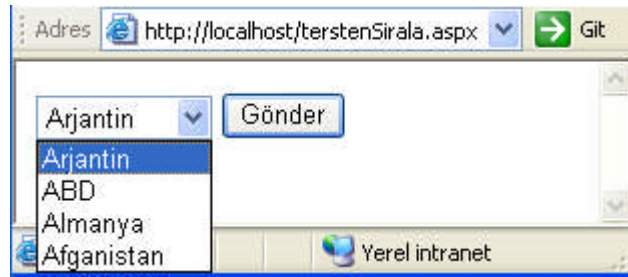 Adres http://localhost/terstenSirala.aspx Git
Arjantin Gönder
Arjantin
ABD
Almanya
Afganistan Yerel intranet